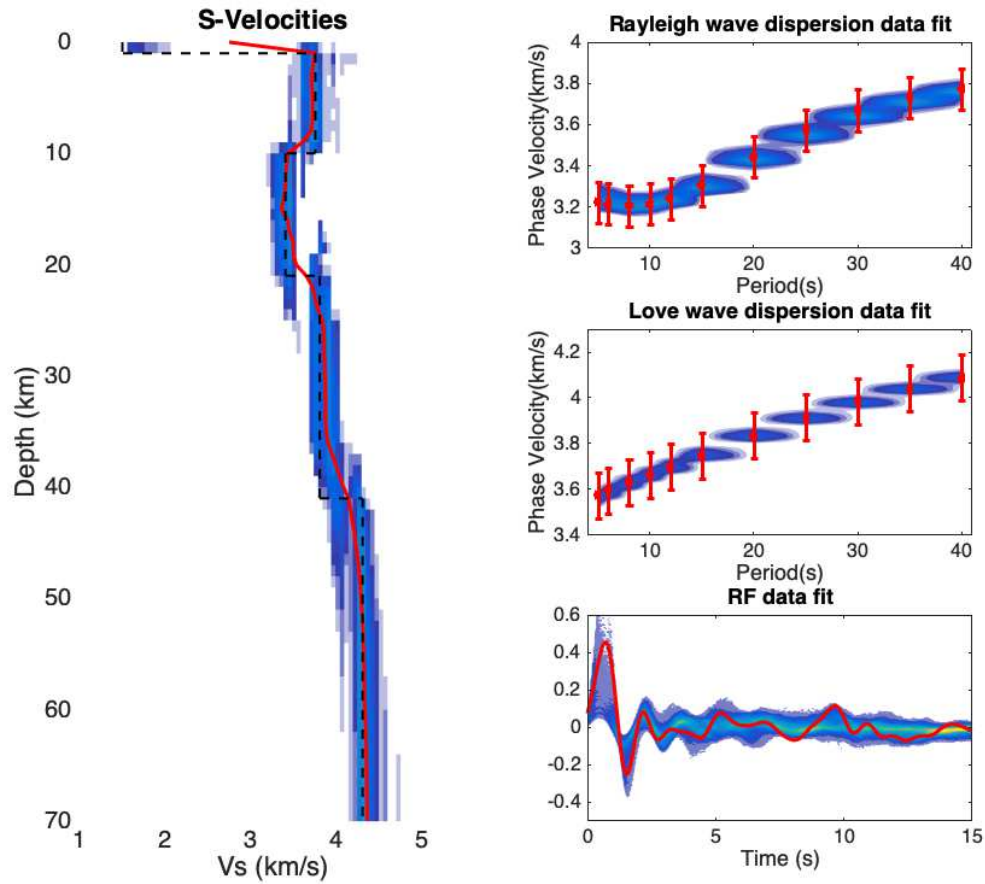 S-Velocities
0
10
20
30
40
50
60
70
Depth (km)
1 2 3 4 5
Vs (km/s)
Rayleigh wave dispersion data fit
4
3.8
3.6
3.4
3.2
3
Phase Velocity(km/s)
10 20 30 40
Period(s)
Love wave dispersion data fit
4.2
4
3.8
3.6
3.4
Phase Velocity(km/s)
10 20 30 40
Period(s)
RF data fit
0.6
0.4
0.2
0
-0.2
-0.4
0 5 10 15
Time (s)